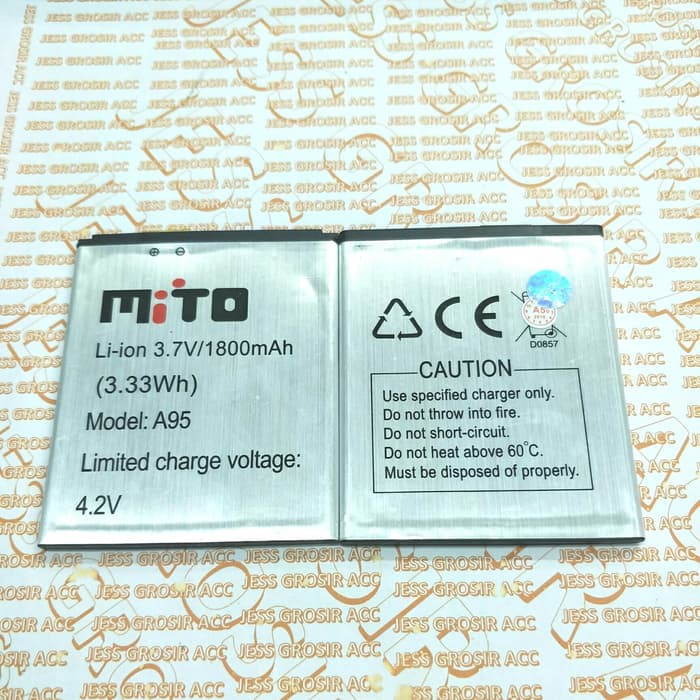 MiTO
Li-ion 3.7V/1800mAh
(3.33Wh)
Model: A95
Limited charge voltage:
4.2V
CE
D0857
CAUTION
Use specified charger only.
Do not throw into fire.
Do not short-circuit.
Do not heat above 60°C.
Must be disposed of properly.
JESS GROSIR ACC